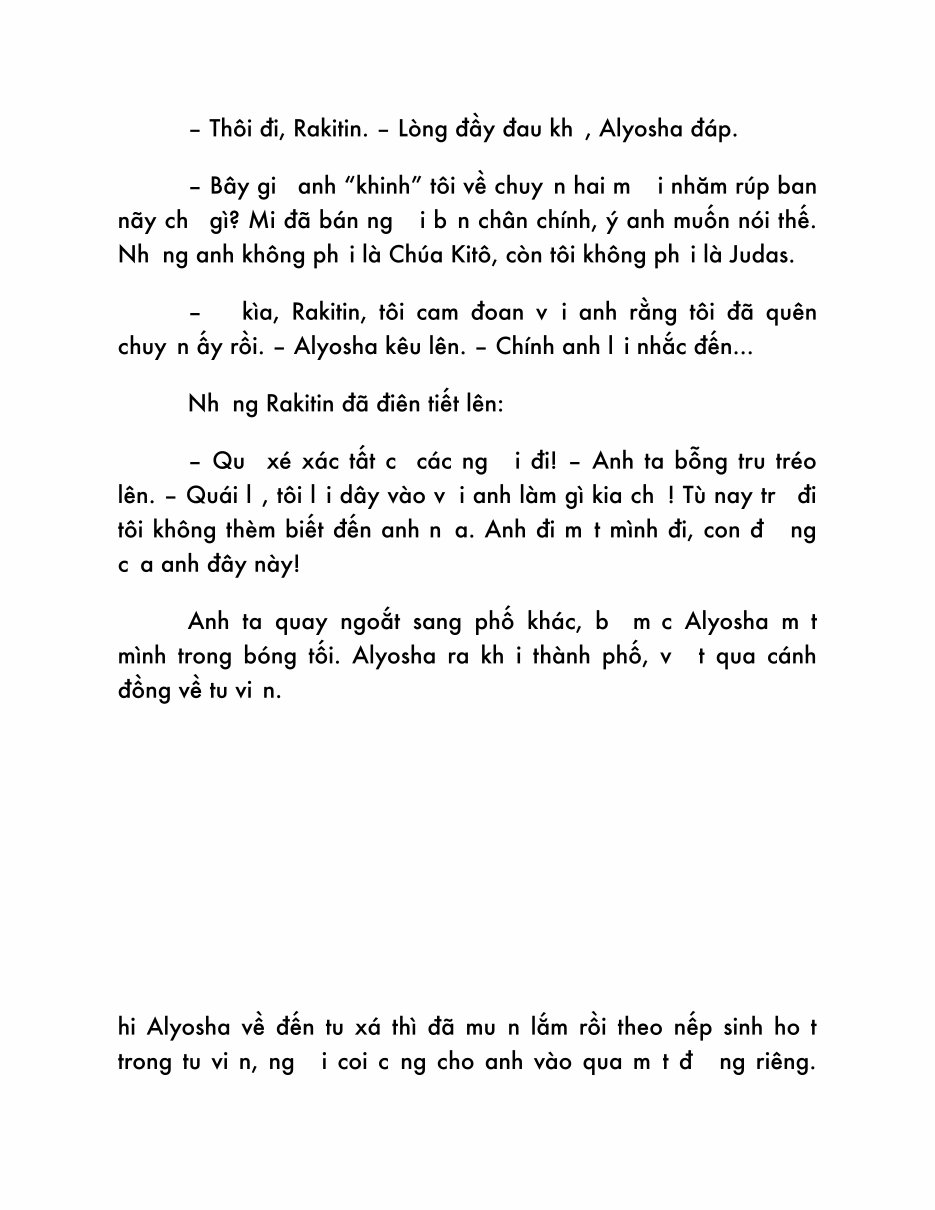 – Thôi đi, Rakitin. – Lòng đầy đau kh , Alyosha đáp.
– Bây gi anh “khinh” tôi về chuy n hai m i nhăm rúp ban
nãy ch gì? Mi đã bán ng i b n chân chính, ý anh muốn nói thế.
Nh ng anh không ph i là Chúa Kitô, còn tôi không ph i là Judas.
– kìa, Rakitin, tôi cam đoan v i anh rằng tôi đã quên
chuy n ấy rồi. – Alyosha kêu lên. – Chính anh l i nhắc đến...
Nh ng Rakitin đã điên tiết lên:
– Qu xé xác tất c các ng i đi! – Anh ta bỗng tru tréo
lên. – Quái l , tôi l i dây vào v i anh làm gì kia ch ! Tù nay tr đi
tôi không thèm biết đến anh n a. Anh đi m t mình đi, con đ ng
c a anh đây này!
Anh ta quay ngoắt sang phố khác, b m c Alyosha m t
mình trong bóng tối. Alyosha ra kh i thành phố, v t qua cánh
đồng về tu vi n.
hi Alyosha về đến tu xá thì đã mu n lắm rồi theo nếp sinh ho t
trong tu vi n, ng i coi c ng cho anh vào qua m t đ ng riêng.